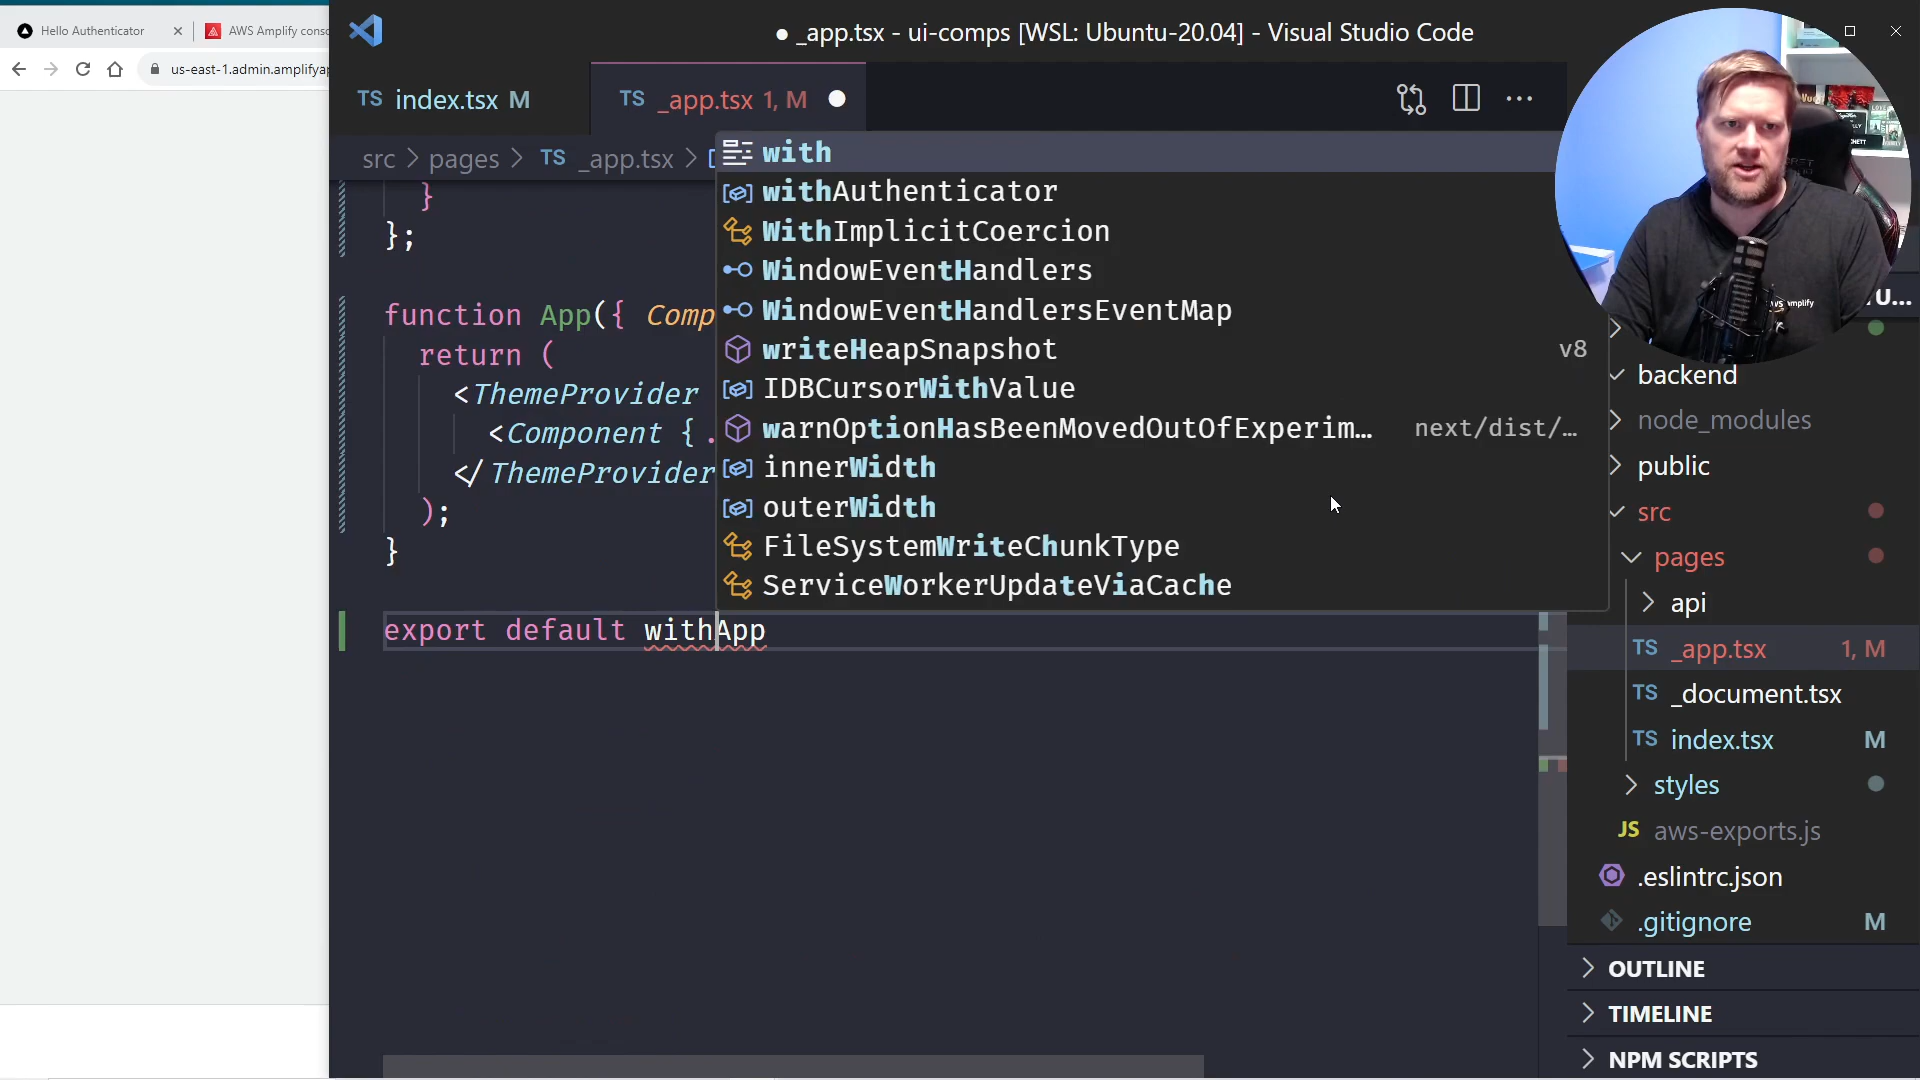 Hello Authenticator
AWS Amplify conso
us-east-1.admin.amplifyap
_app.tsx - ui-comps [WSL: Ubuntu-20.04] - Visual Studio Code
TS index.tsx M
TS _app.tsx 1, M
src > pages > TS _app.tsx >
with
withAuthenticator
WithImplicitCoercion
WindowEventHandlers
WindowEventHandlersEventMap
writeHeapSnapshot v8
IDBCursorWithValue
warnOptionHasBeenMovedOutOfExperim… next/dist/…
innerWidth
outerWidth
FileSystemWriteChunkType
ServiceWorkerUpdateViaCache
}
};
function App({ Comp
return (
<ThemeProvider
<Component { .
</ThemeProvider
);
}
export default withApp
amplify
U...
backend
node_modules
public
src
pages
api
TS _app.tsx 1, M
TS _document.tsx
TS index.tsx M
styles
JS aws-exports.js
.eslintrc.json
.gitignore M
OUTLINE
TIMELINE
NPM SCRIPTS